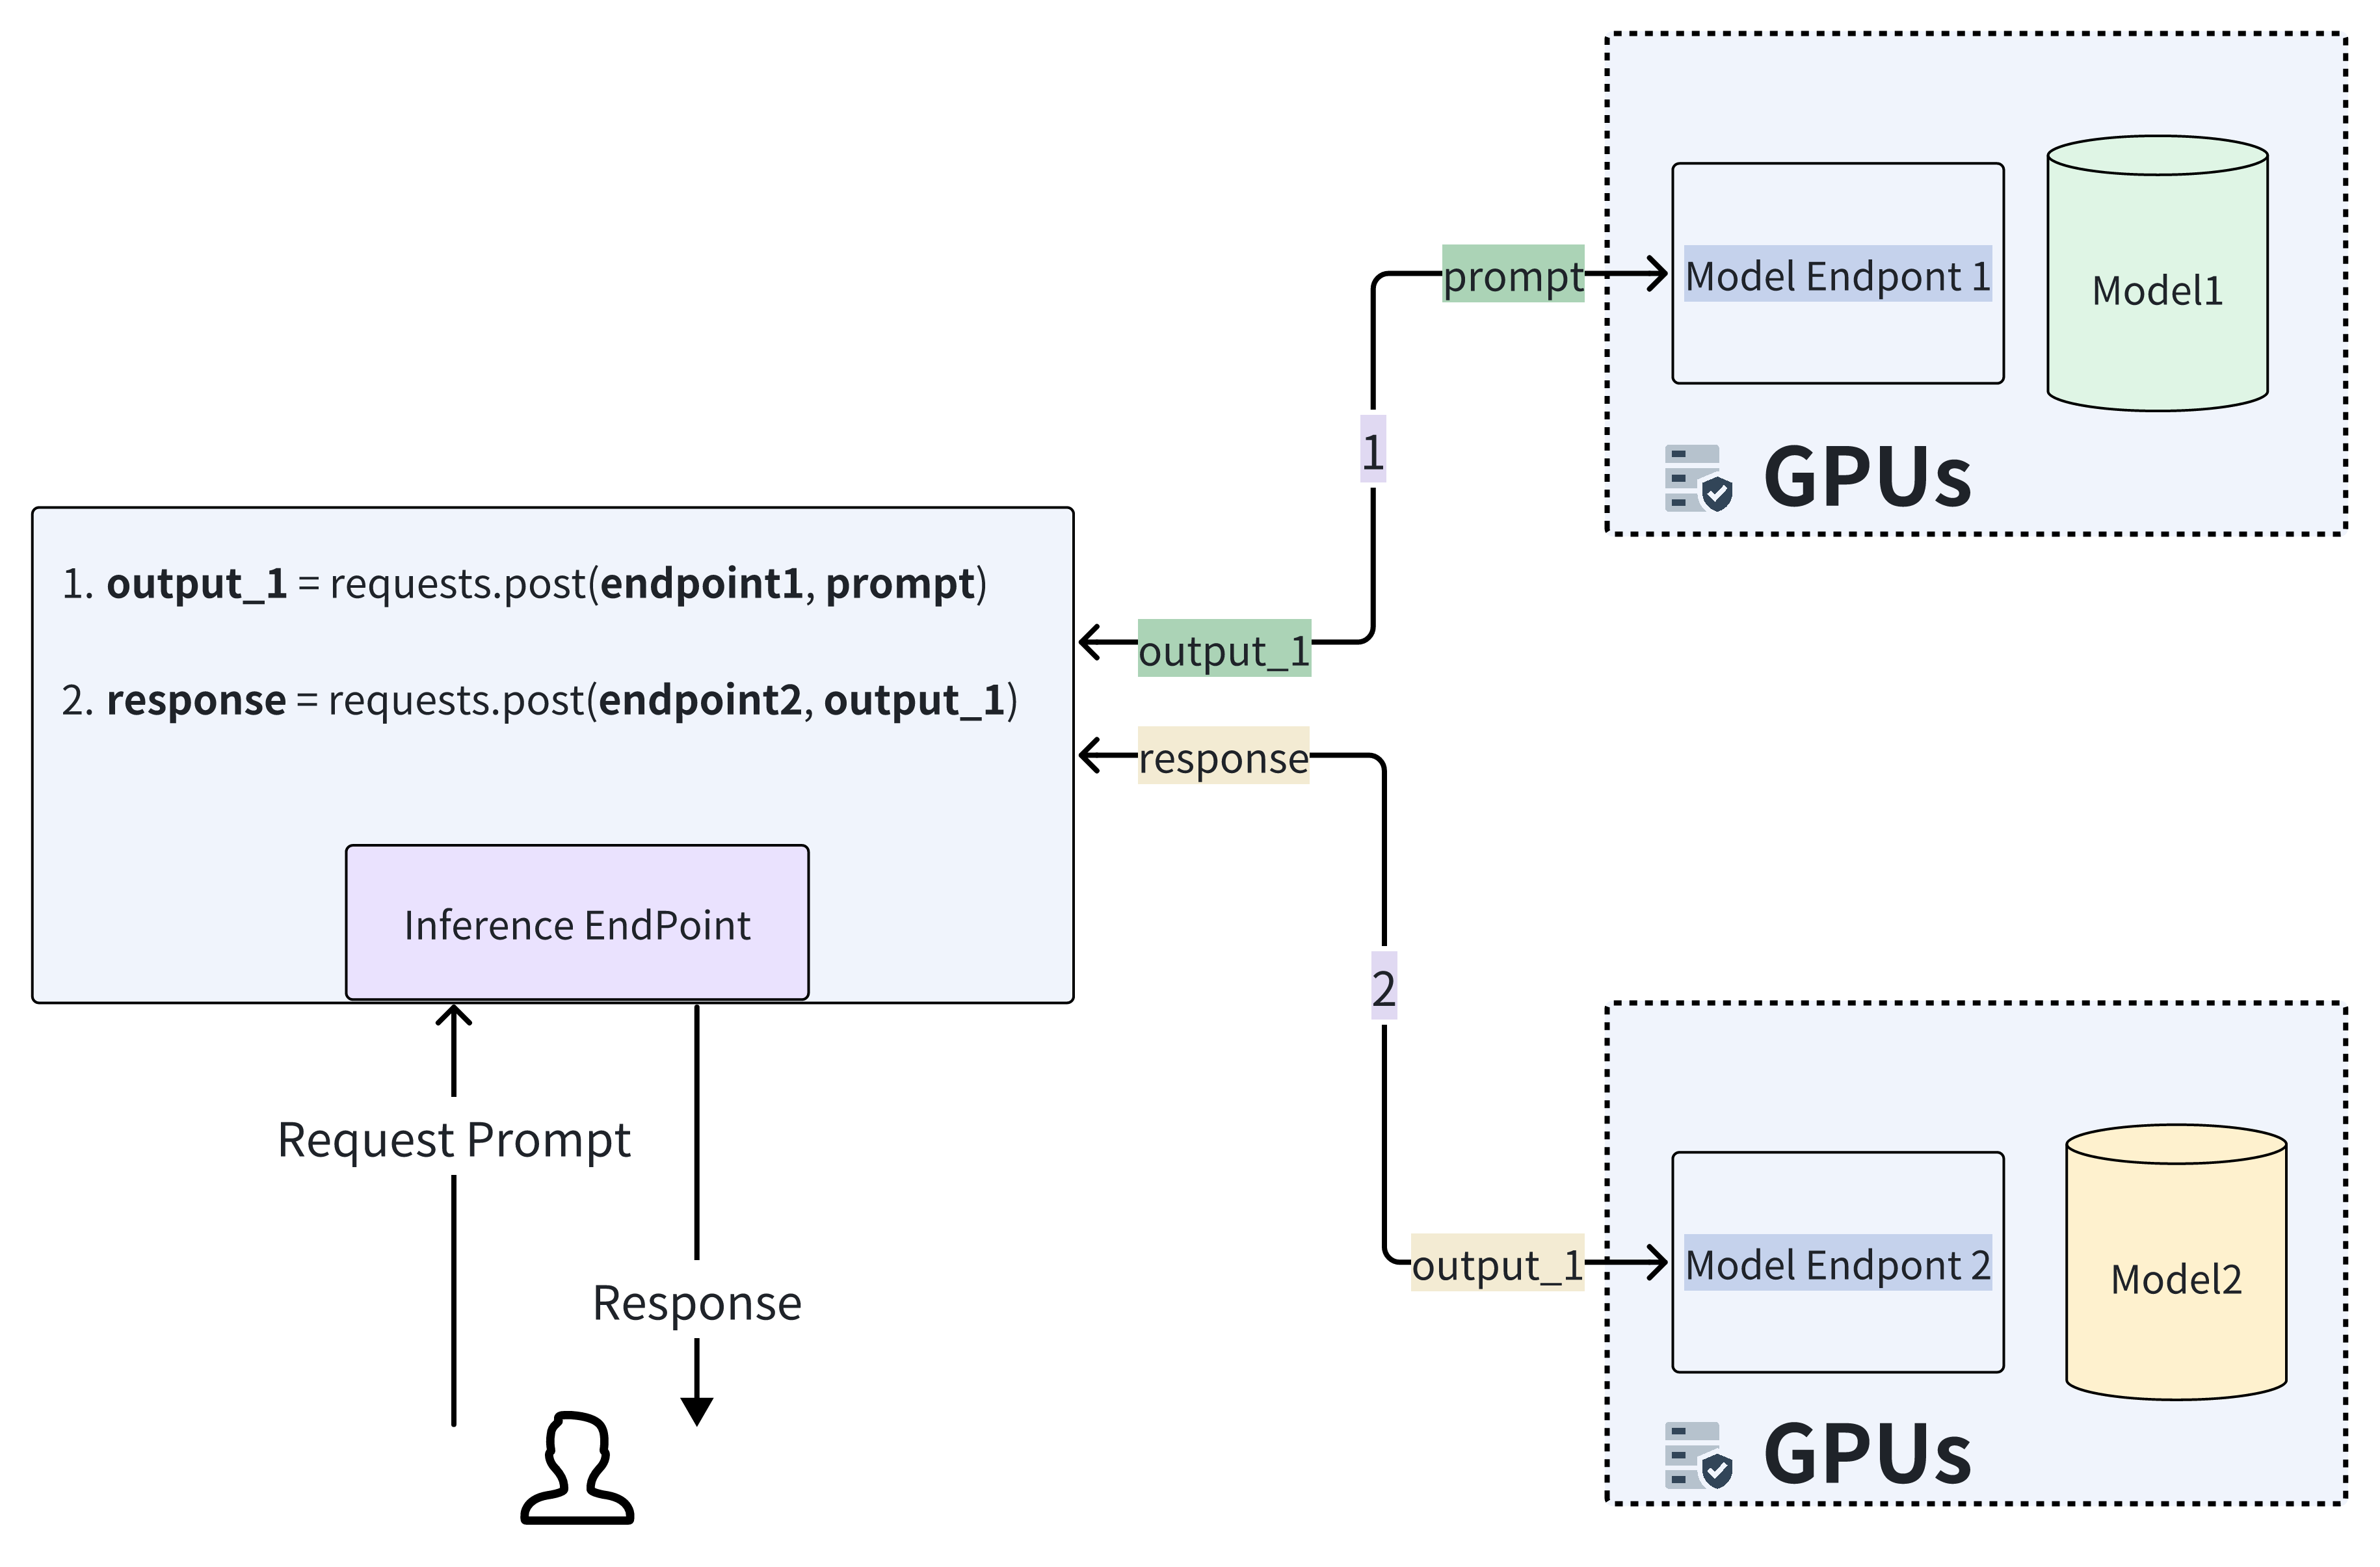 prompt
Model Endpont 1
Model1
1
GPUs
1. output_1 = requests.post(endpoint1, prompt)
output_1
2. response = requests.post(endpoint2, output_1)
response
Inference EndPoint
2
Request Prompt
Response
output_1
Model Endpont 2
Model2
GPUs